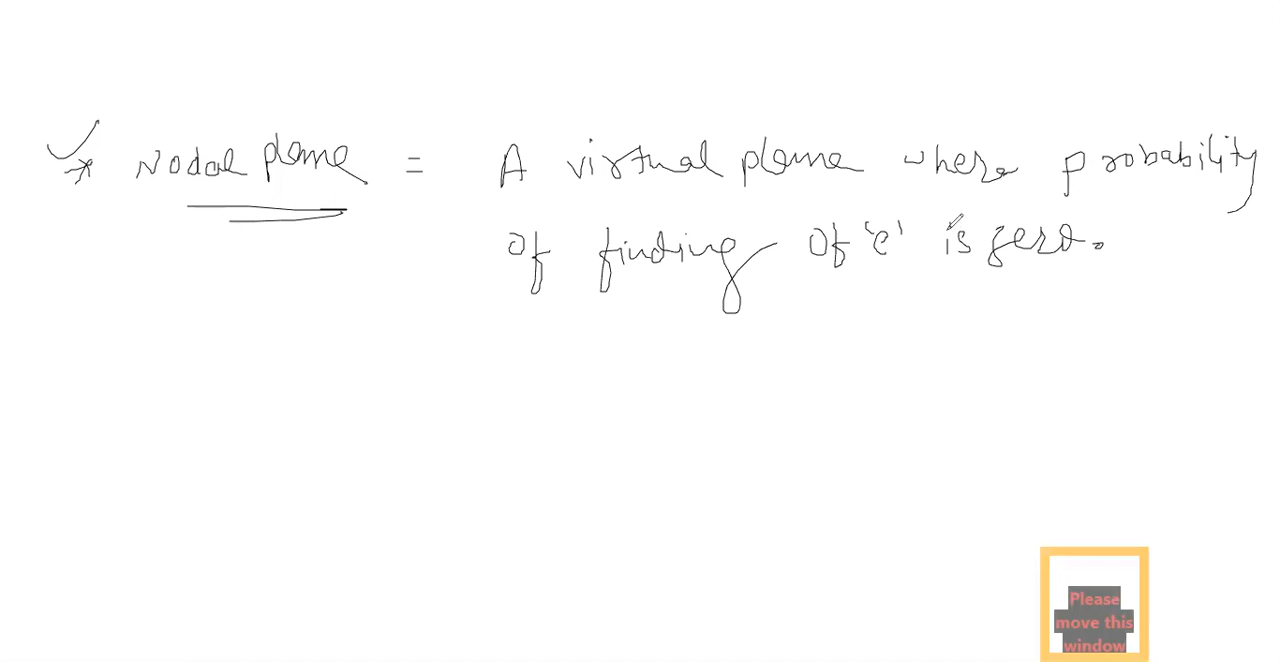 * Nodal plane = A virtual plane where probability
of finding of 'e' is zero.
Please
move this
window